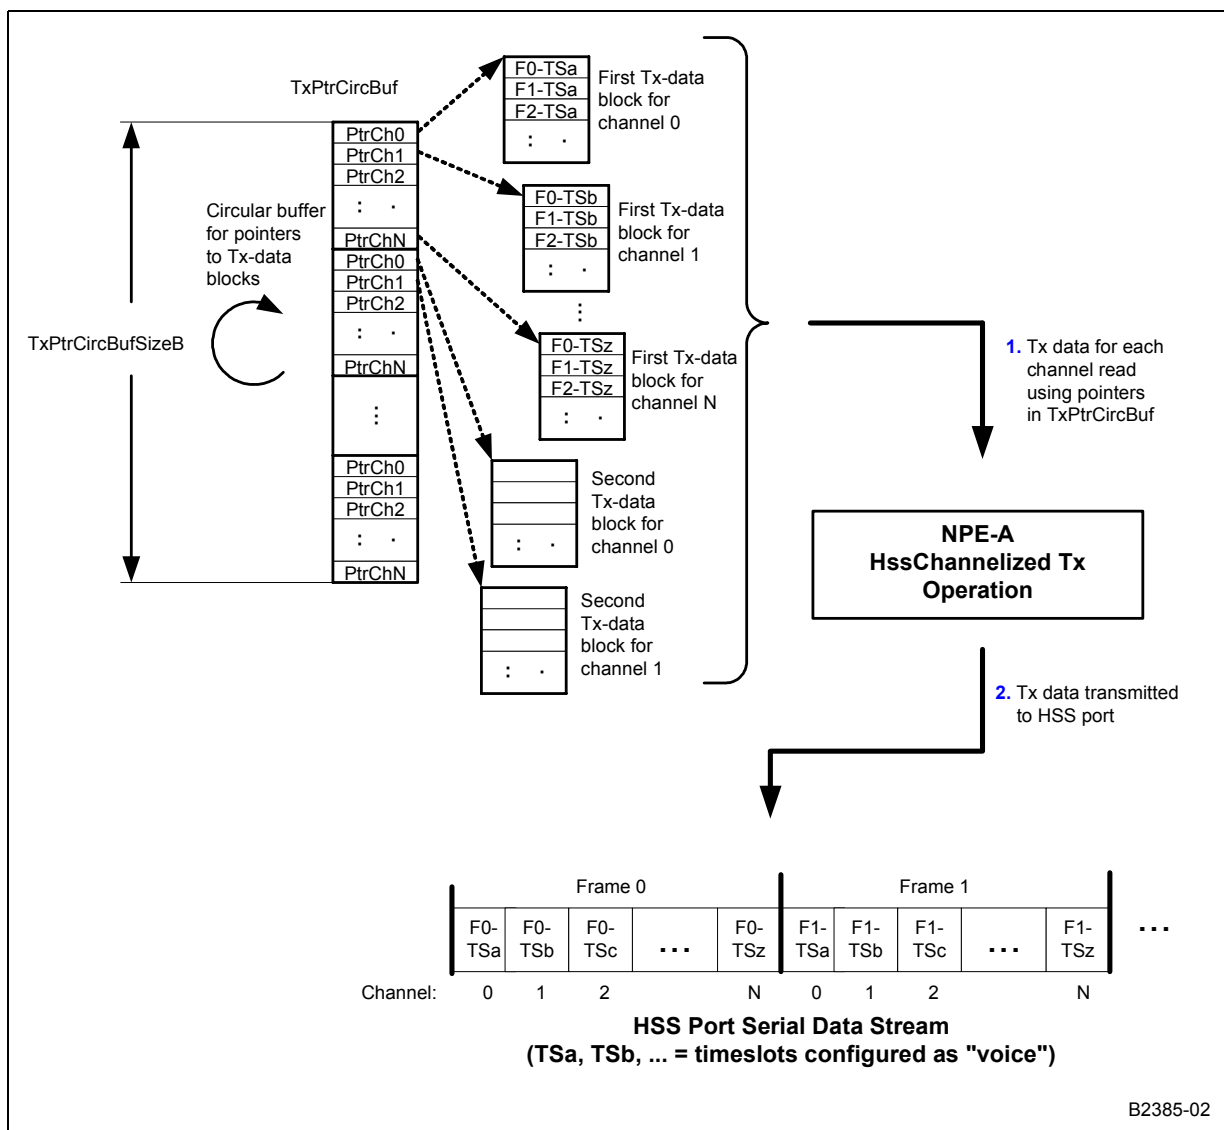 TxPtrCircBuf
PtrCh0
PtrCh1
PtrCh2
: .
PtrChN
PtrCh0
PtrCh1
PtrCh2
: .
PtrChN
⋮
PtrCh0
PtrCh1
PtrCh2
: .
PtrChN
Circular buffer
for pointers
to Tx-data
blocks
TxPtrCircBufSizeB
F0-TSa
F1-TSa
F2-TSa
: .
First Tx-data
block for
channel 0
F0-TSb
F1-TSb
F2-TSb
: .
First Tx-data
block for
channel 1
⋮
F0-TSz
F1-TSz
F2-TSz
: .
First Tx-data
block for
channel N
: .
Second
Tx-data
block for
channel 0
: .
Second
Tx-data
block for
channel 1
1. Tx data for each
channel read
using pointers
in TxPtrCircBuf
NPE-A
HssChannelized Tx
Operation
2. Tx data transmitted
to HSS port
Frame 0 Frame 1
F0- F0- F0- F0- F1- F1- F1- F1-
TSa TSb TSc ... TSz TSa TSb TSc ... TSz ...
Channel: 0 1 2 N 0 1 2 N
HSS Port Serial Data Stream
(TSa, TSb, ... = timeslots configured as "voice")
B2385-02